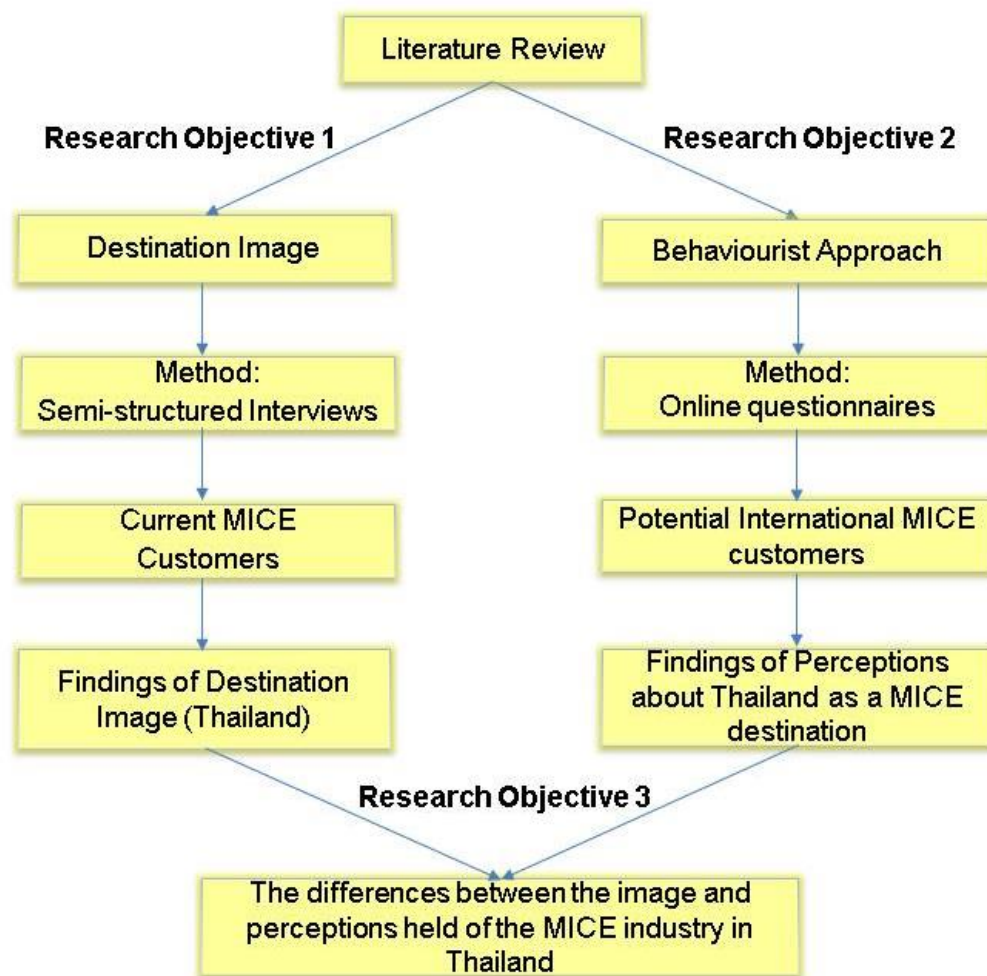 Literature Review
Research Objective 1
Research Objective 2
Destination Image
Behaviourist Approach
Method:
Semi-structured Interviews
Method:
Online questionnaires
Current MICE
Customers
Potential International MICE
customers
Findings of Destination
Image (Thailand)
Findings of Perceptions
about Thailand as a MICE
destination
Research Objective 3
The differences between the image and
perceptions held of the MICE industry in
Thailand